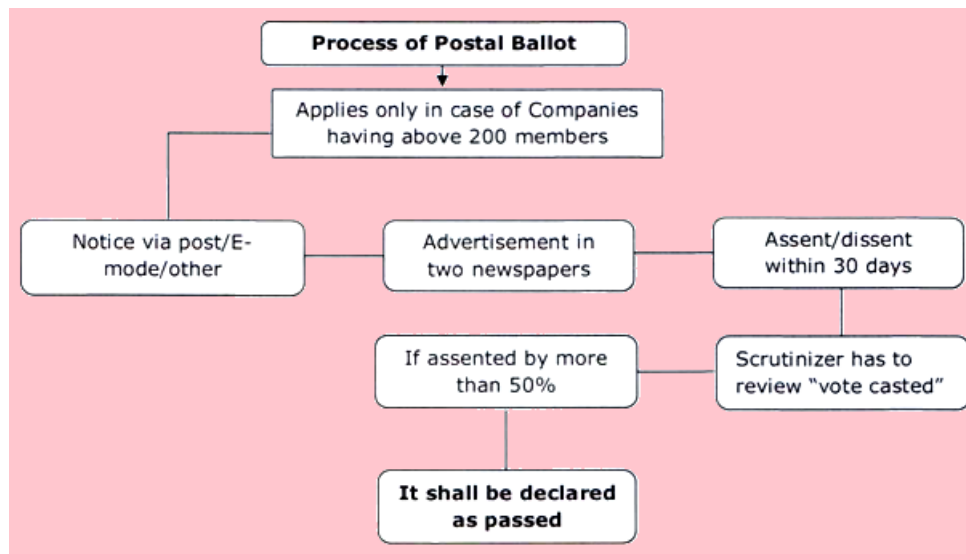 Process of Postal Ballot
Applies only in case of Companies
having above 200 members
Notice via post/E-
mode/other
Advertisement in
two newspapers
Assent/dissent
within 30 days
Scrutinizer has to
review “vote casted”
If assented by more
than 50%
It shall be declared
as passed